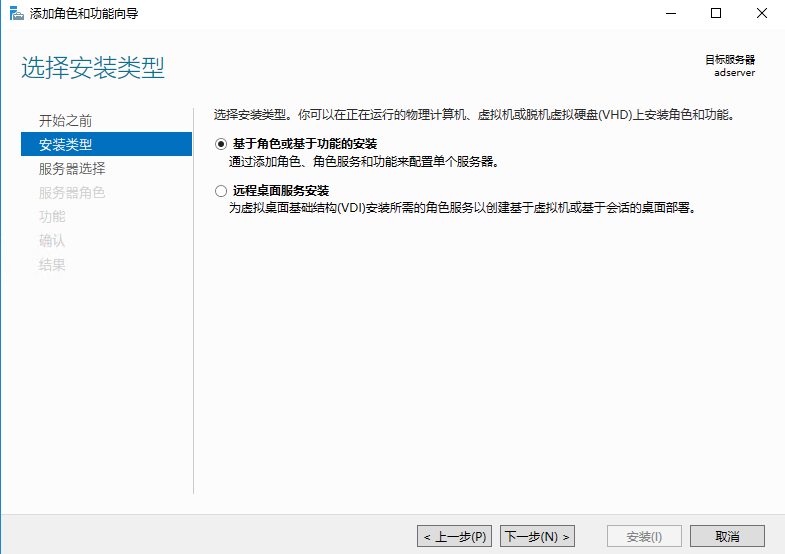 添加角色和功能向导
选择安装类型
目标服务器
adserver
开始之前
安装类型
服务器选择
服务器角色
功能
确认
结果
选择安装类型。你可以在正在运行的物理计算机、虚拟机或脱机虚拟硬盘(VHD)上安装角色和功能。
基于角色或基于功能的安装
通过添加角色、角色服务和功能来配置单个服务器。
远程桌面服务安装
为虚拟桌面基础结构(VDI)安装所需的角色服务以创建基于虚拟机或基于会话的桌面部署。
< 上一步(P)
下一步(N) >
安装(I)
取消